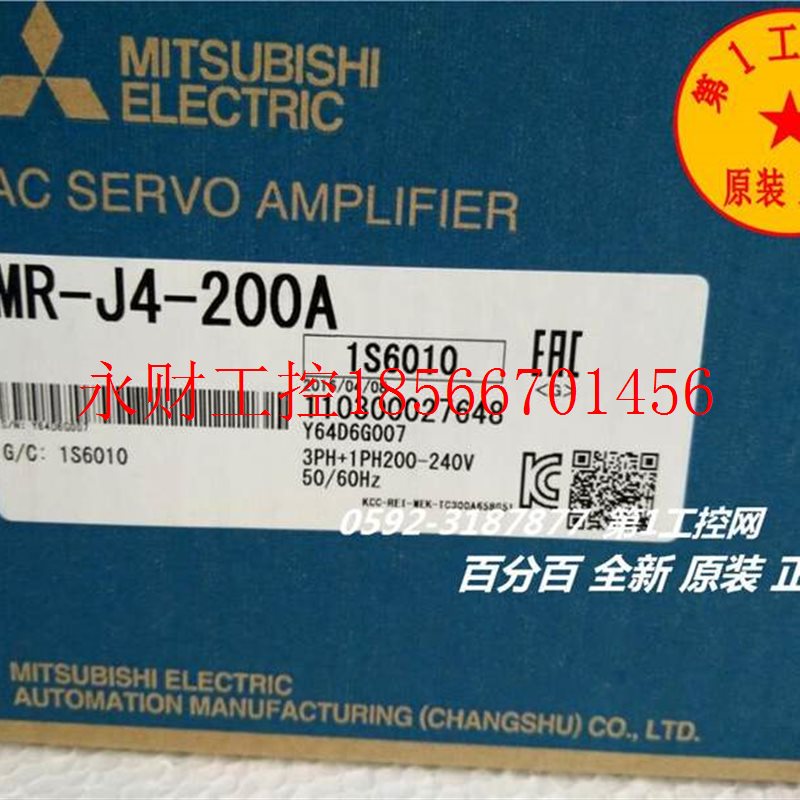 MITSUBISHI
ELECTRIC
AC SERVO AMPLIFIER
第1工
原装
MR-J4-200A
1S6010
EAC
<G>
永财工控18566701456
110300027648
Y64D6G007
G/C: 1S6010
3PH+1PH200-240V
50/60Hz
0592-3187877 第1工控网
百分百 全新 原装 正
MITSUBISHI ELECTRIC
AUTOMATION MANUFACTURING (CHANGSHU) CO., LTD.